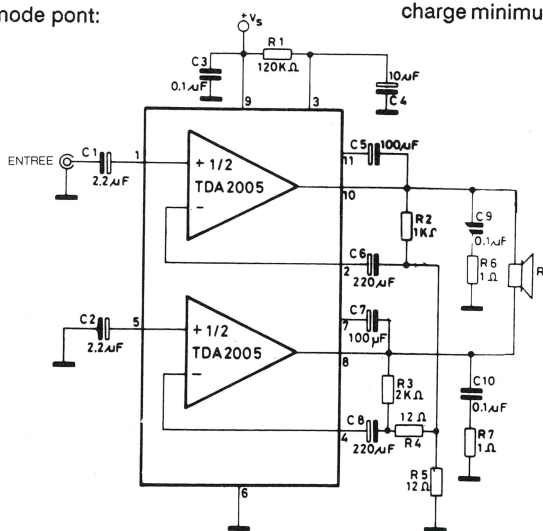 mode pont:
charge minimu
+Vs
C3
0.1µF
R1
120KΩ
10µF
C4
9
3
ENTREE
C1
2.2µF
1
+ 1/2
TDA2005
−
C5 100µF
11
10
R2
1KΩ
C9
0.1µF
R6
1Ω
R
C6
2
220µF
C2
2.2µF
5
+ 1/2
TDA2005
−
C7
7
100µF
8
R3
2KΩ
C10
0.1µF
C8
4
220µF
12Ω
R4
R7
1Ω
R5
12Ω
6